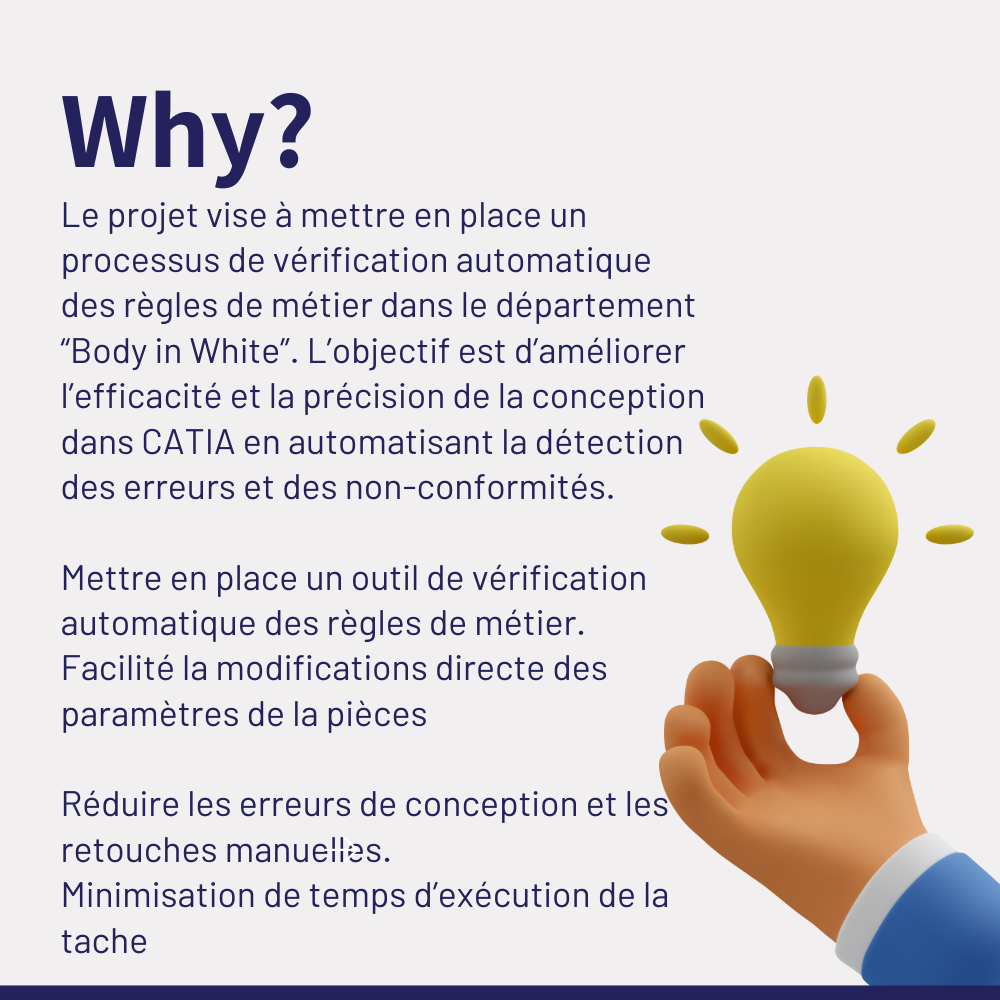 Why?
Le projet vise à mettre en place un
processus de vérification automatique
des règles de métier dans le département
“Body in White”. L’objectif est d’améliorer
l’efficacité et la précision de la conception
dans CATIA en automatisant la détection
des erreurs et des non-conformités.
Mettre en place un outil de vérification
automatique des règles de métier.
Facilité la modifications directe des
paramètres de la pièces
Réduire les erreurs de conception et les
retouches manuelles.
Minimisation de temps d’exécution de la
tache